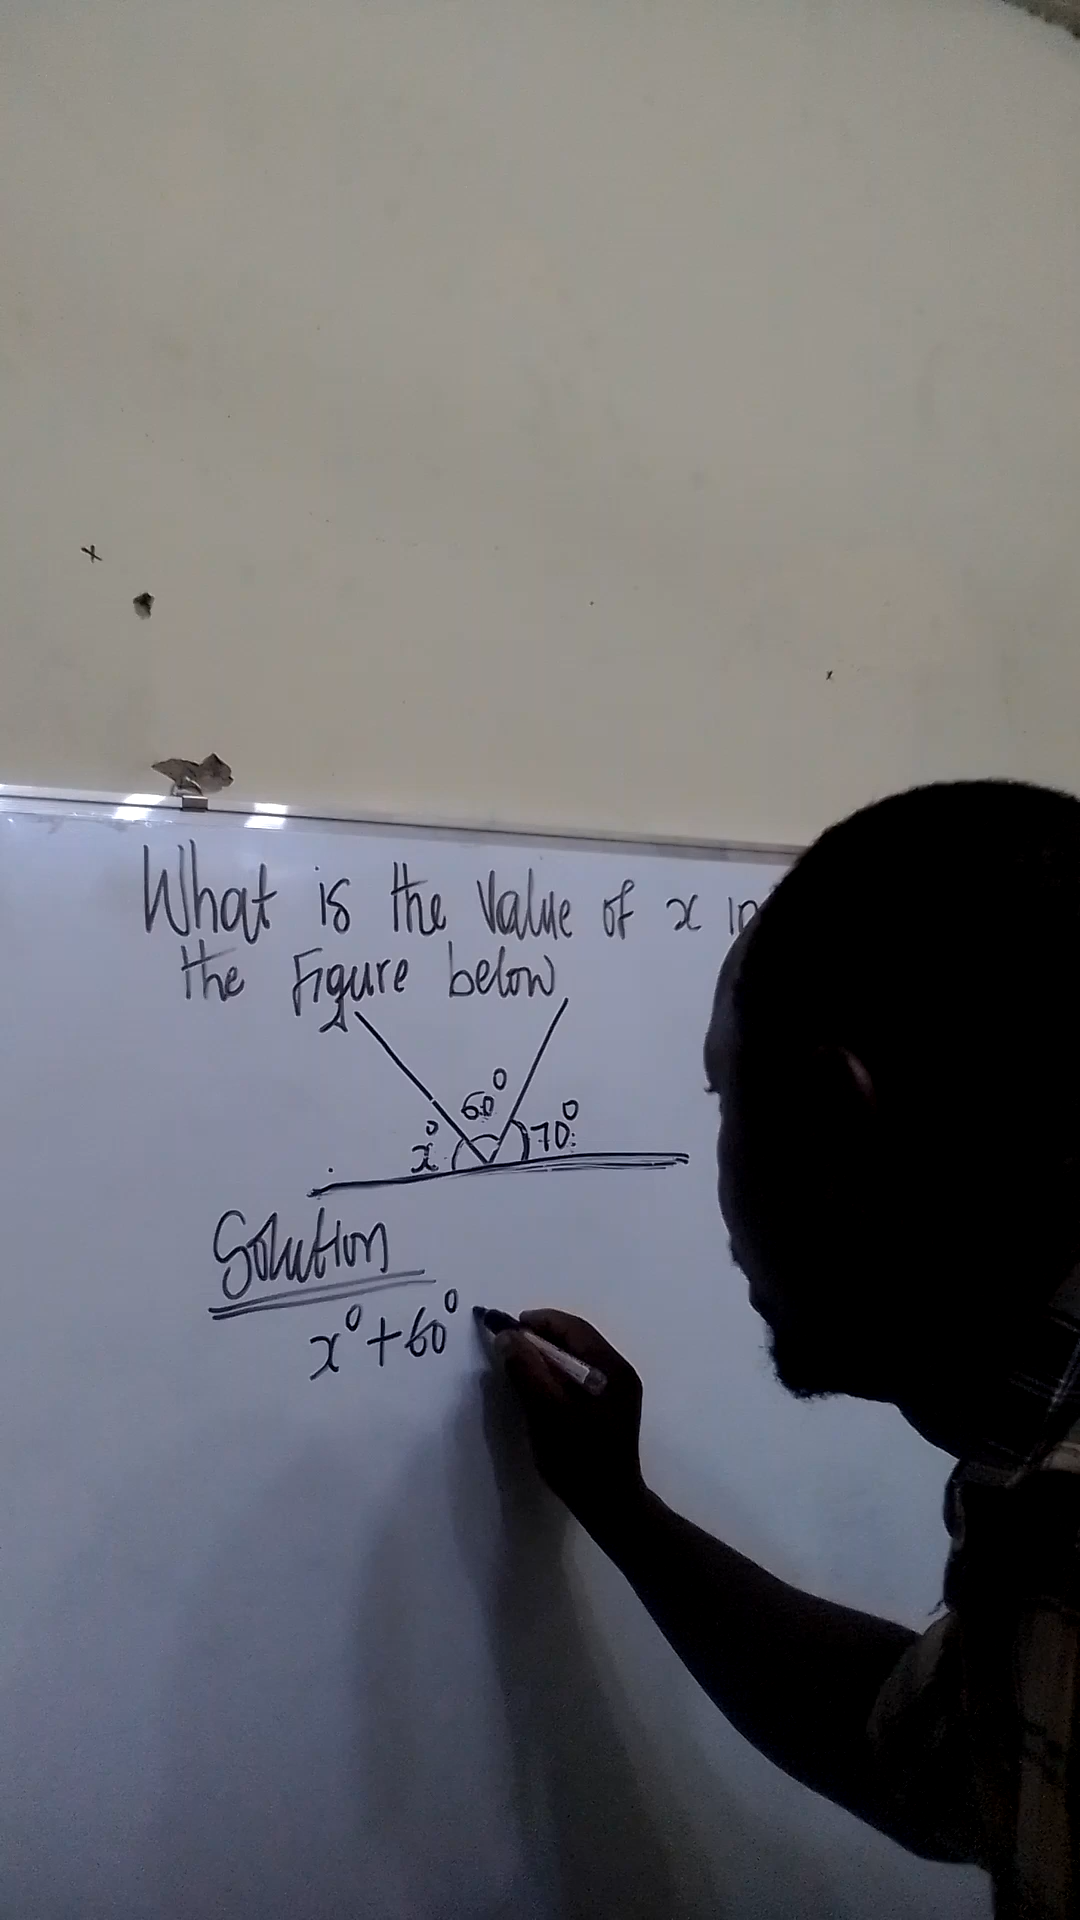 What is the Value of x in
the Figure below
60°
x° 70°
Solution
x° + 60°